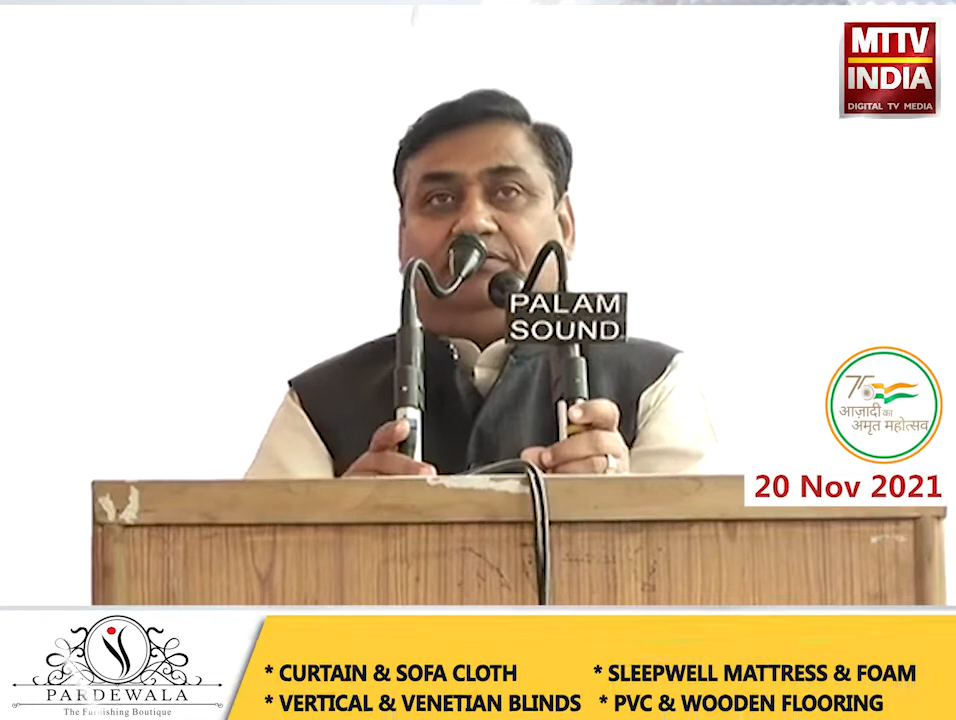 MTTV
INDIA
DIGITAL TV MEDIA
PALAM
SOUND
75
आज़ादी का
अमृत महोत्सव
20 Nov 2021
PARDEWALA
The Furnishing Boutique
* CURTAIN & SOFA CLOTH
* SLEEPWELL MATTRESS & FOAM
* VERTICAL & VENETIAN BLINDS
* PVC & WOODEN FLOORING